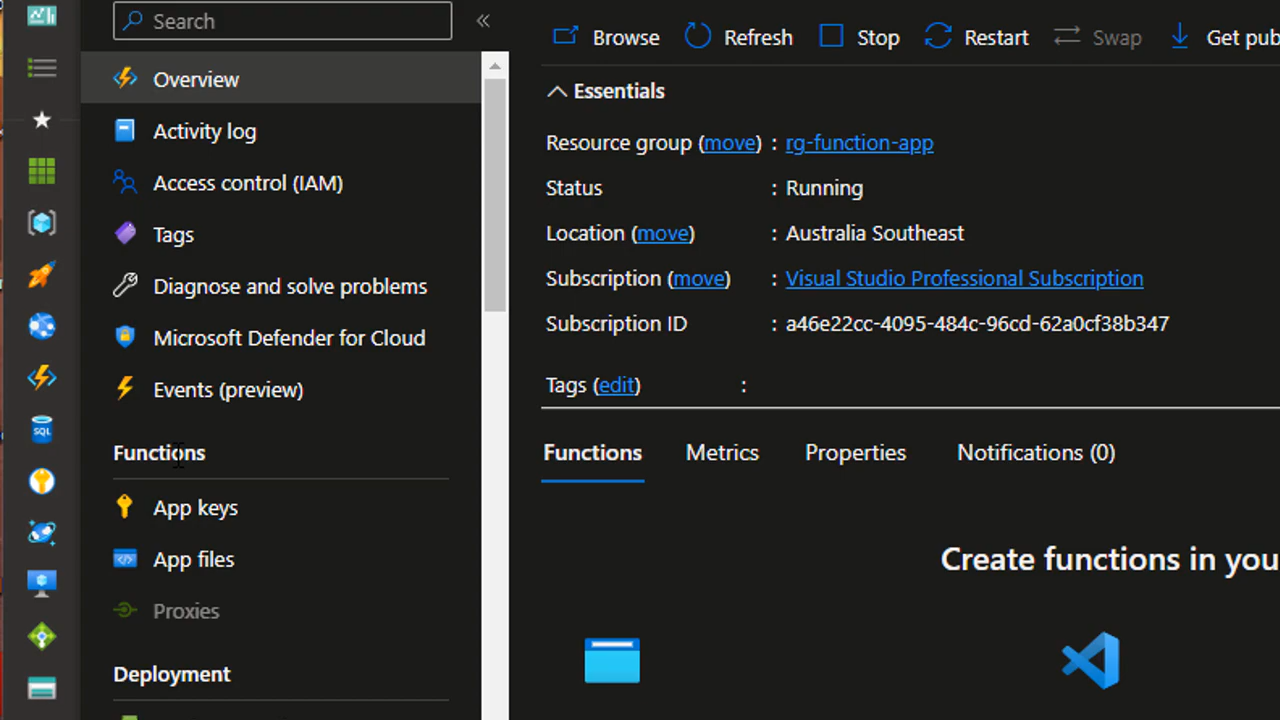 Search
Overview
Activity log
Access control (IAM)
Tags
Diagnose and solve problems
Microsoft Defender for Cloud
Events (preview)
Functions
App keys
App files
Proxies
Deployment
Browse Refresh Stop Restart Swap Get pub
Essentials
Resource group (move) : rg-function-app
Status : Running
Location (move) : Australia Southeast
Subscription (move) : Visual Studio Professional Subscription
Subscription ID : a46e22cc-4095-484c-96cd-62a0cf38b347
Tags (edit) :
Functions Metrics Properties Notifications (0)
Create functions in you
SQL